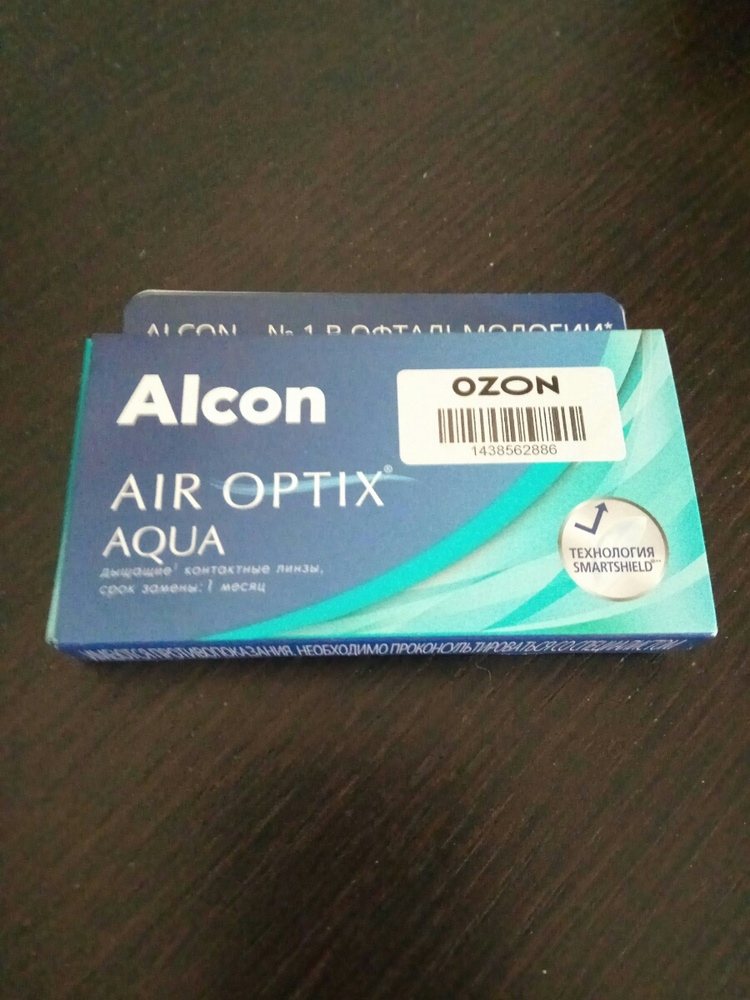 ALCON - № 1 В ОФТАЛЬМОЛОГИИ*
Alcon
OZON
1438562886
AIR OPTIX®
AQUA
дышащие¹ контактные линзы,
срок замены: 1 месяц
ТЕХНОЛОГИЯ
SMARTSHIELD
ИМЕЮТСЯ ПРОТИВОПОКАЗАНИЯ. НЕОБХОДИМО ПРОКОНСУЛЬТИРОВАТЬСЯ СО СПЕЦИАЛИСТОМ